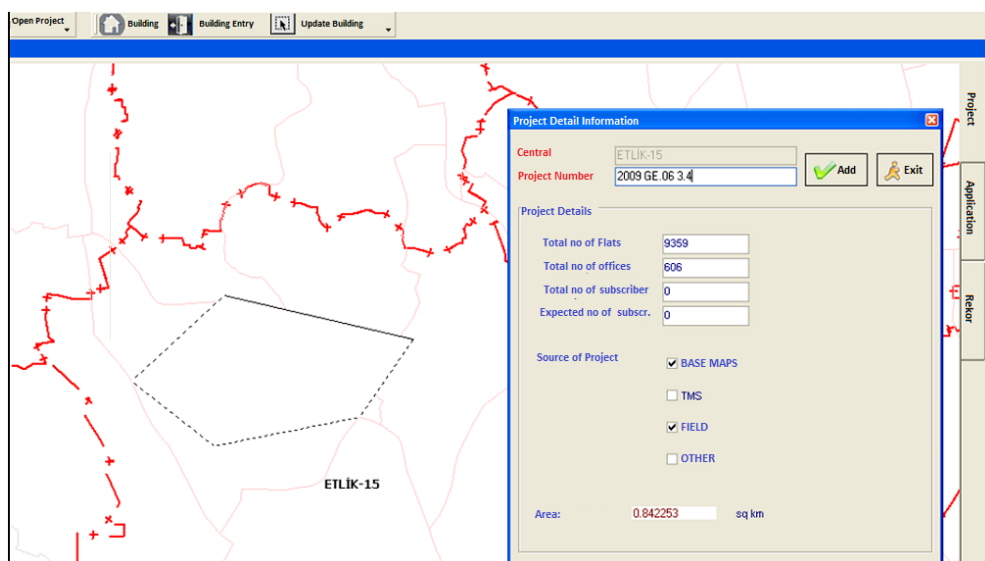 Open Project Building Building Entry Update Building
Project Detail Information
Central ETLİK-15
Project Number 2009 GE.06 3.4
Add Exit
Project Details
Total no of Flats 9359
Total no of offices 606
Total no of subscriber 0
Expected no of subscr. 0
Source of Project
BASE MAPS
TMS
FIELD
OTHER
Area: 0.842253 sq km
ETLİK-15
Project
Application
Rekor